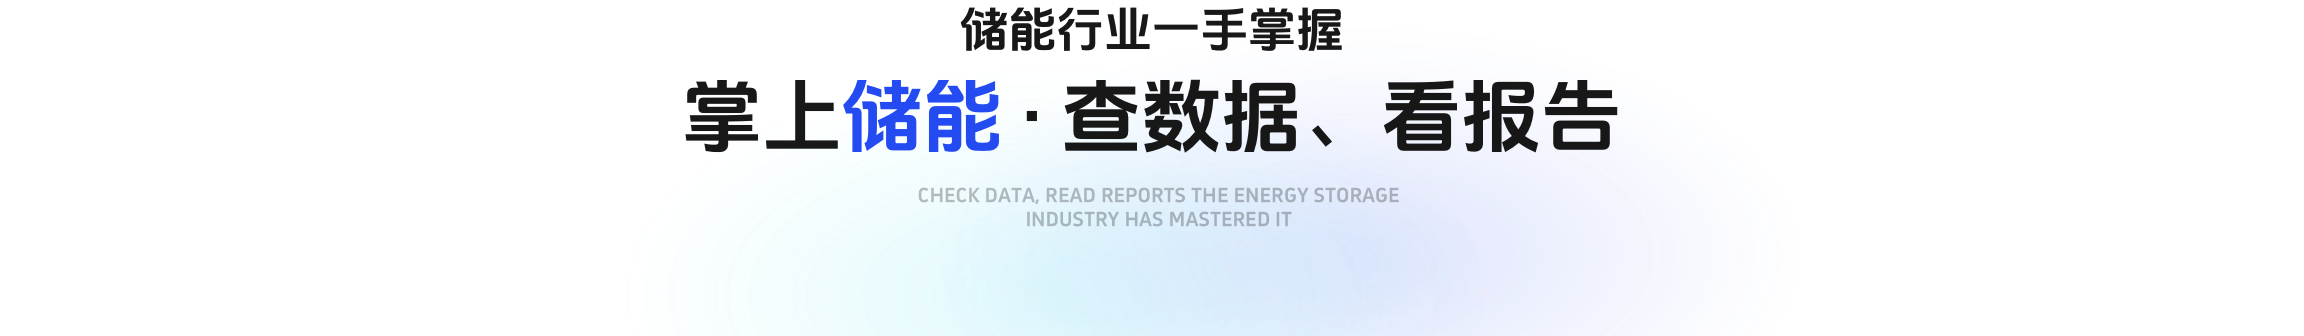 储能行业一手掌握
掌上储能·查数据、看报告
CHECK DATA, READ REPORTS THE ENERGY STORAGE
INDUSTRY HAS MASTERED IT